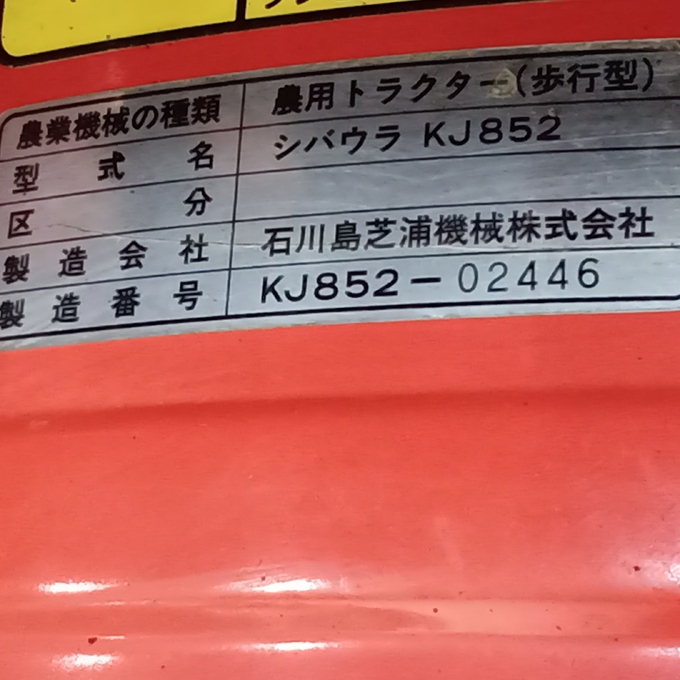 農業機械の種類 農用トラクター(歩行型)
型式名 シバウラ KJ852
区分
製造会社 石川島芝浦機械株式会社
製造番号 KJ852-02446